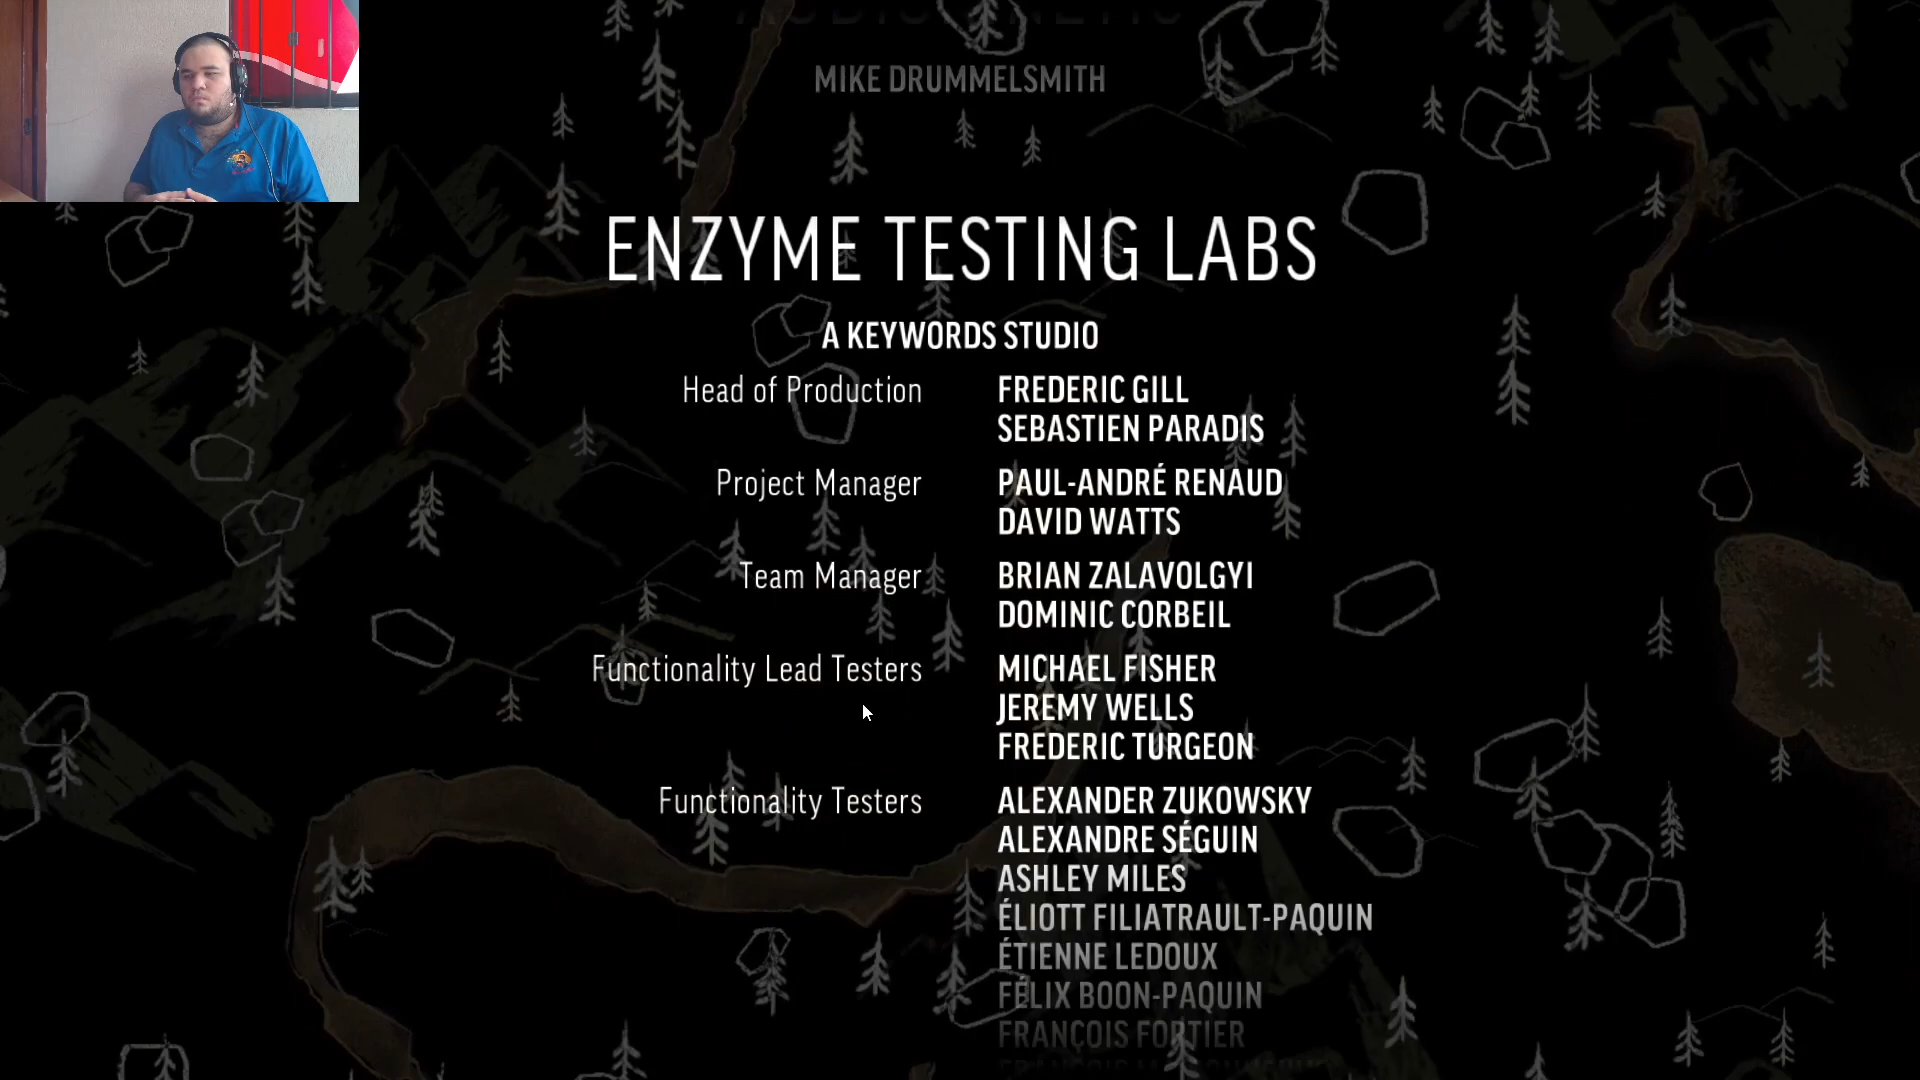 MIKE DRUMMELSMITH
ENZYME TESTING LABS
A KEYWORDS STUDIO
Head of Production FREDERIC GILL
SEBASTIEN PARADIS
Project Manager PAUL-ANDRÉ RENAUD
DAVID WATTS
Team Manager BRIAN ZALAVOLGYI
DOMINIC CORBEIL
Functionality Lead Testers MICHAEL FISHER
JEREMY WELLS
FREDERIC TURGEON
Functionality Testers ALEXANDER ZUKOWSKY
ALEXANDRE SÉGUIN
ASHLEY MILES
ÉLIOTT FILIATRAULT-PAQUIN
ÉTIENNE LEDOUX
FÉLIX BOON-PAQUIN
FRANÇOIS FORTIER